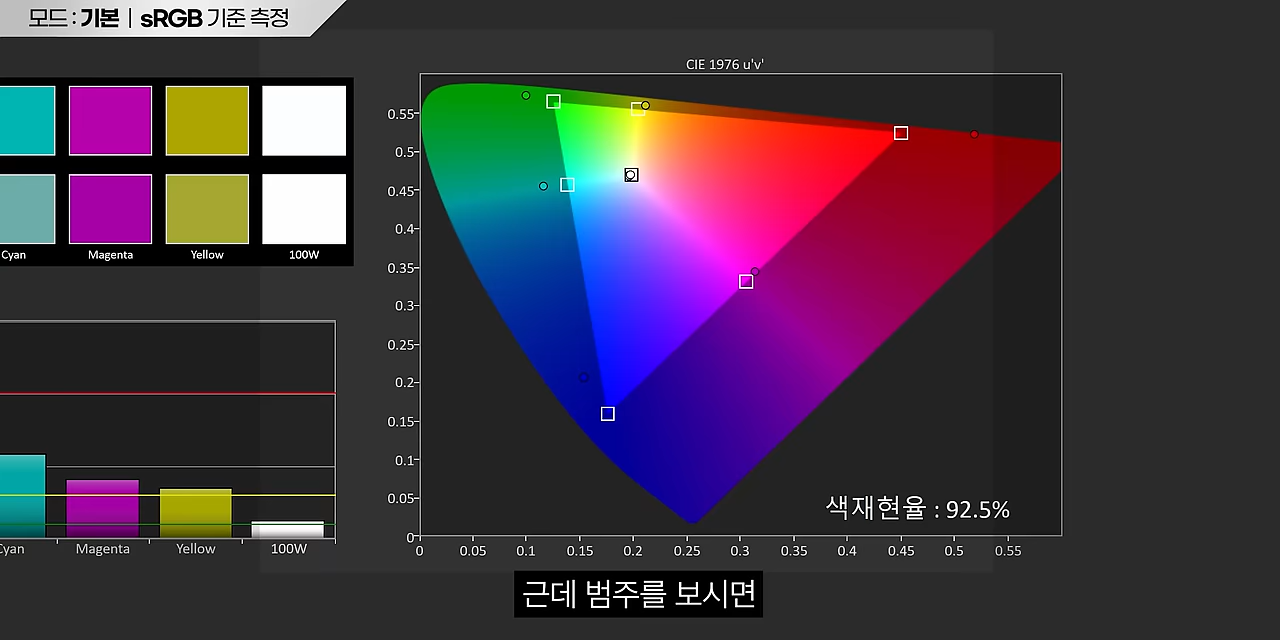 모드 : 기본 | sRGB 기준 측정
CIE 1976 u'v'
Cyan Magenta Yellow 100W
0.55
0.5
0.45
0.4
0.35
0.3
0.25
0.2
0.15
0.1
0.05
0
0 0.05 0.1 0.15 0.2 0.25 0.3 0.35 0.4 0.45 0.5 0.55
색재현율 : 92.5%
Cyan Magenta Yellow 100W
근데 범주를 보시면